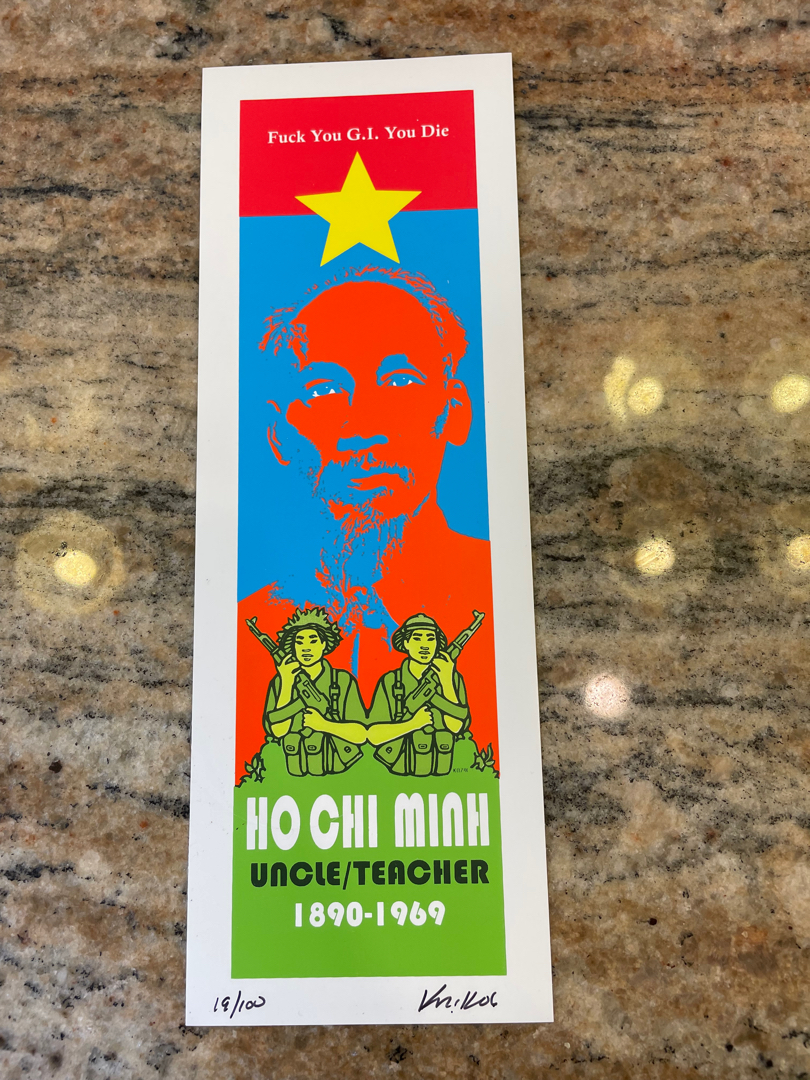 Fuck You G.I. You Die
HO CHI MINH
UNCLE/TEACHER
1890-1969
19/100